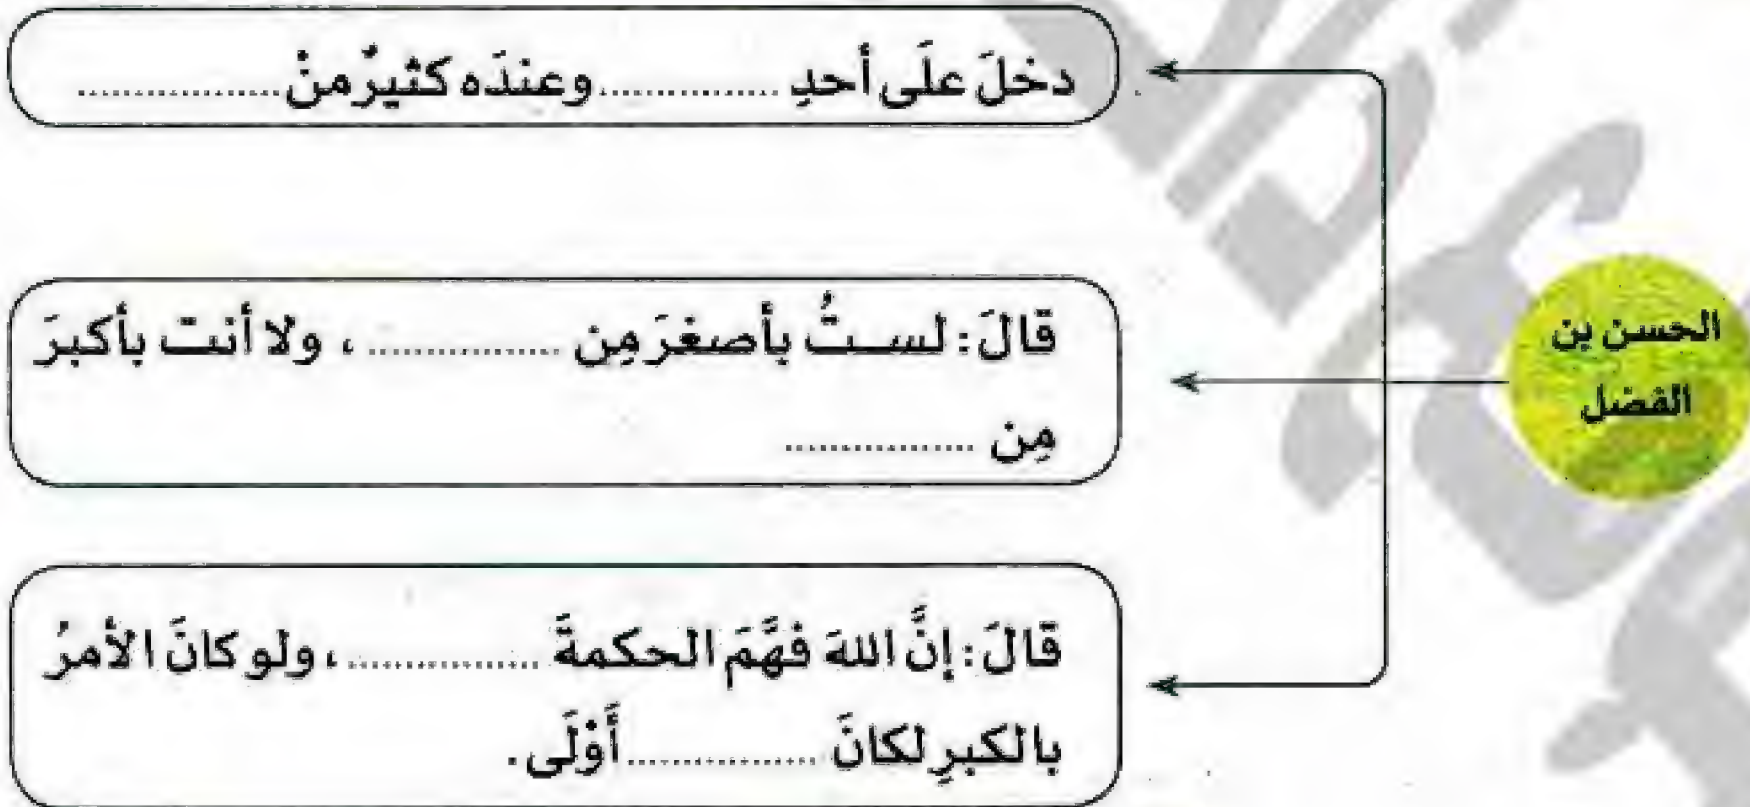 دخلَ علَى أحدِ ............... وعندَه كثيرٌ منْ ...............
قالَ: لستُ بأصغرَ مِن ............... ، ولا أنت بأكبرَ
مِن ...............
الحسن بن
الفضل
قالَ: إنَّ اللهَ فهَّمَ الحكمةَ ............... ، ولو كانَ الأمرُ
بالكبرِ لكانَ ............... أَوْلَى.